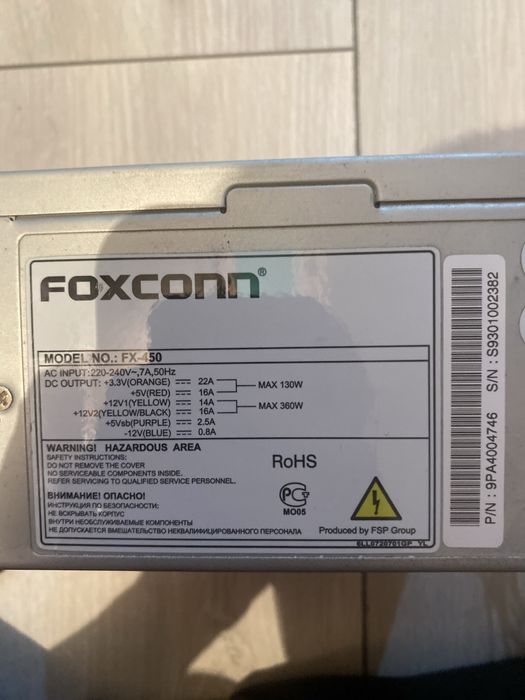 FOXCONN®
MODEL NO.: FX-450
AC INPUT:220-240V~,7A,50Hz
DC OUTPUT: +3.3V(ORANGE) 22A MAX 130W
+5V(RED) 16A
+12V1(YELLOW) 14A MAX 360W
+12V2(YELLOW/BLACK) 16A
+5Vsb(PURPLE) 2.5A
-12V(BLUE) 0.8A
WARNING! HAZARDOUS AREA
SAFETY INSTRUCTIONS:
DO NOT REMOVE THE COVER
NO SERVICEABLE COMPONENTS INSIDE.
REFER SERVICING TO QUALIFIED SERVICE PERSONNEL.
ВНИМАНИЕ! ОПАСНО!
ИНСТРУКЦИЯ ПО БЕЗОПАСНОСТИ:
НЕ ВСКРЫВАТЬ КОРПУС
ВНУТРИ НЕОБСЛУЖИВАЕМЫЕ КОМПОНЕНТЫ
НЕ ДОПУСКАЕТСЯ ВМЕШАТЕЛЬСТВО НЕКВАЛИФИЦИРОВАННОГО ПЕРСОНАЛА
RoHS
РСТ
MO05
Produced by FSP Group
6LL0720701GP YL
P/N : 9PA4004746 S/N : S9301002382